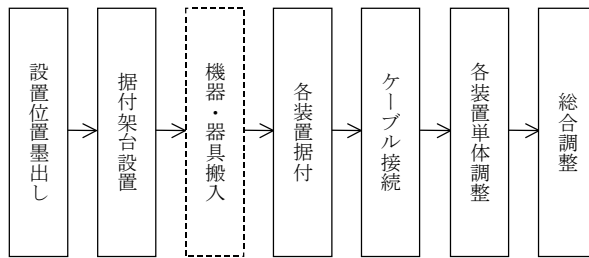 設置位置墨出し
据付架台設置
機器・器具搬入
各装置据付
ケーブル接続
各装置単体調整
総合調整